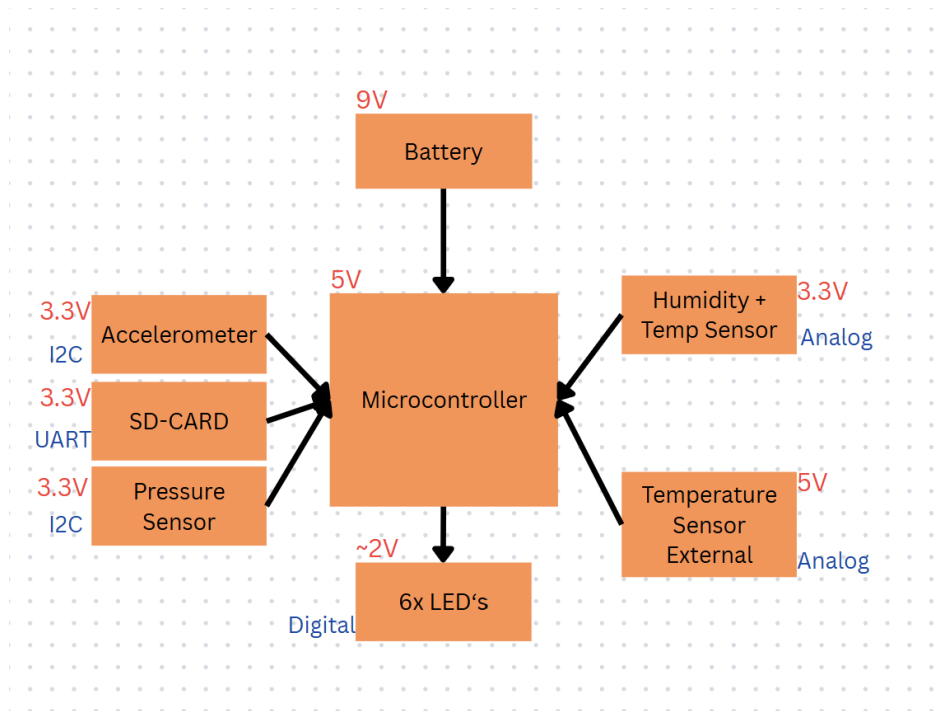 9V
Battery
5V
Microcontroller
3.3V
Accelerometer
I2C
3.3V
SD-CARD
UART
3.3V
Pressure
Sensor
I2C
Humidity +
Temp Sensor
3.3V
Analog
Temperature
Sensor
External
5V
Analog
~2V
6x LED‘s
Digital